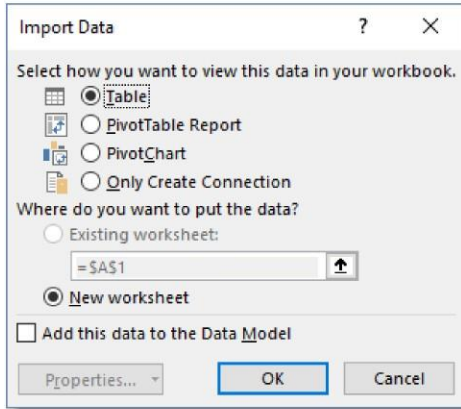 Import Data ?
Select how you want to view this data in your workbook.
Table
PivotTable Report
PivotChart
Only Create Connection
Where do you want to put the data?
Existing worksheet:
=$A$1
New worksheet
Add this data to the Data Model
Properties...
OK
Cancel